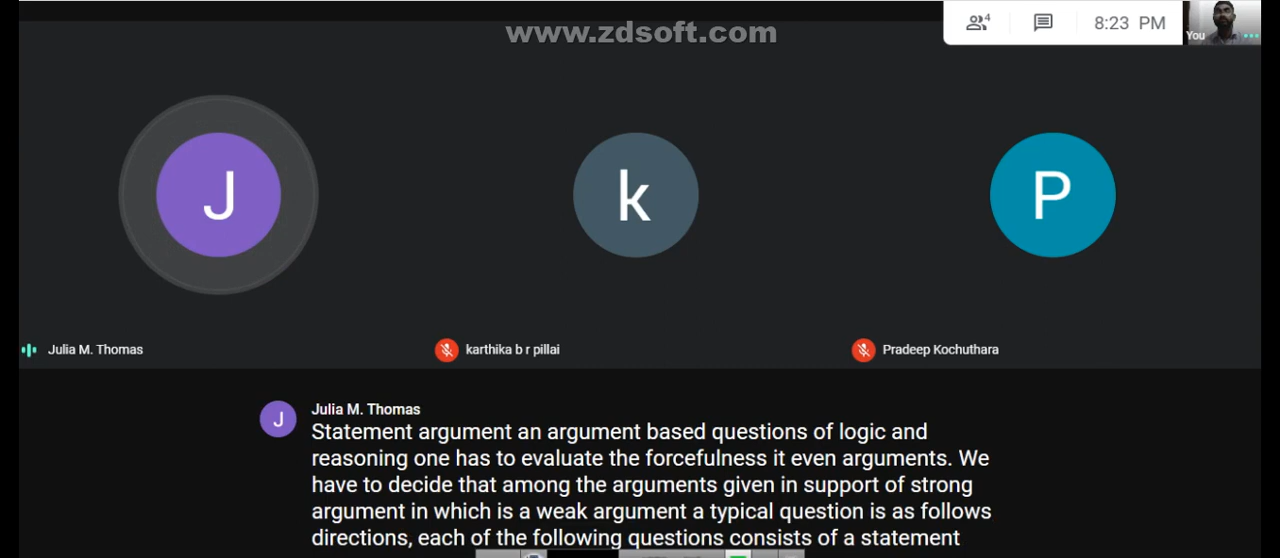 www.zdsoft.com
4
8:23 PM
You
J
k
P
Julia M. Thomas
karthika b r pillai
Pradeep Kochuthara
J
Julia M. Thomas
Statement argument an argument based questions of logic and
reasoning one has to evaluate the forcefulness it even arguments. We
have to decide that among the arguments given in support of strong
argument in which is a weak argument a typical question is as follows
directions, each of the following questions consists of a statement